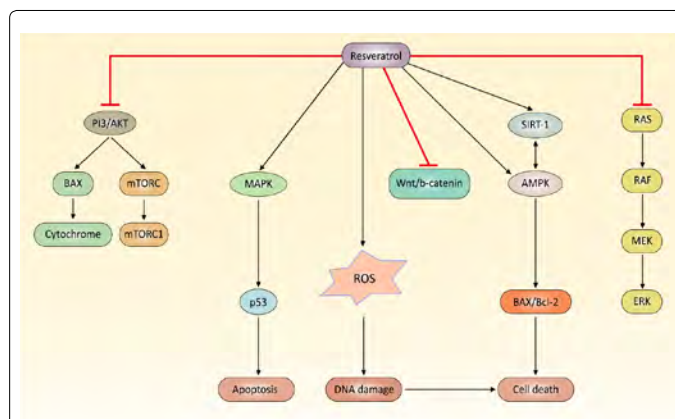 Resveratrol
PI3/AKT
SIRT-1
RAS
BAX
mTORC
MAPK
Wnt/b-catenin
AMPK
RAF
Cytochrome
mTORC1
MEK
ROS
p53
BAX/Bcl-2
ERK
Apoptosis
DNA damage
Cell death